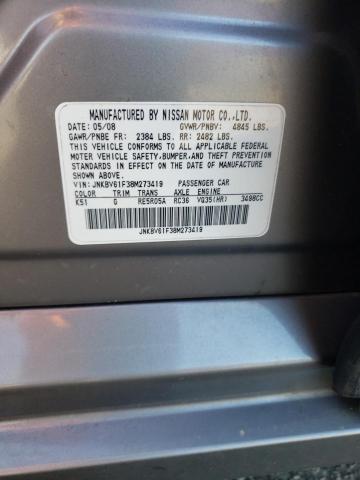 MANUFACTURED BY NISSAN MOTOR CO.,LTD.
DATE: 05/08 GVWR/PNBV: 4845 LBS.
GAWR/PNBE FR: 2384 LBS. RR: 2482 LBS.
THIS VEHICLE CONFORMS TO ALL APPLICABLE FEDERAL
MOTOR VEHICLE SAFETY, BUMPER, AND THEFT PREVENTION
STANDARDS IN EFFECT ON THE DATE OF MANUFACTURE
SHOWN ABOVE.
VIN: JNKBV61F38M273419 PASSENGER CAR
COLOR TRIM TRANS AXLE ENGINE
K51 G RE5R05A RC36 VQ35(HR) 3498CC
JNKBV61F38M273419